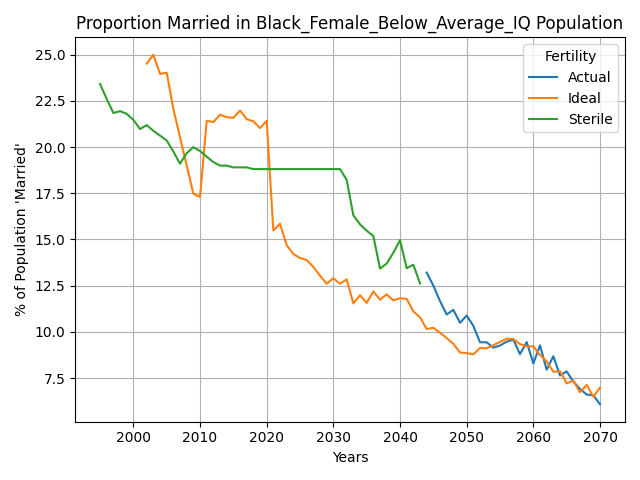 Proportion Married in Black_Female_Below_Average_IQ Population
Fertility
Actual
Ideal
Sterile
% of Population 'Married'
25.0
22.5
20.0
17.5
15.0
12.5
10.0
7.5
2000 2010 2020 2030 2040 2050 2060 2070
Years